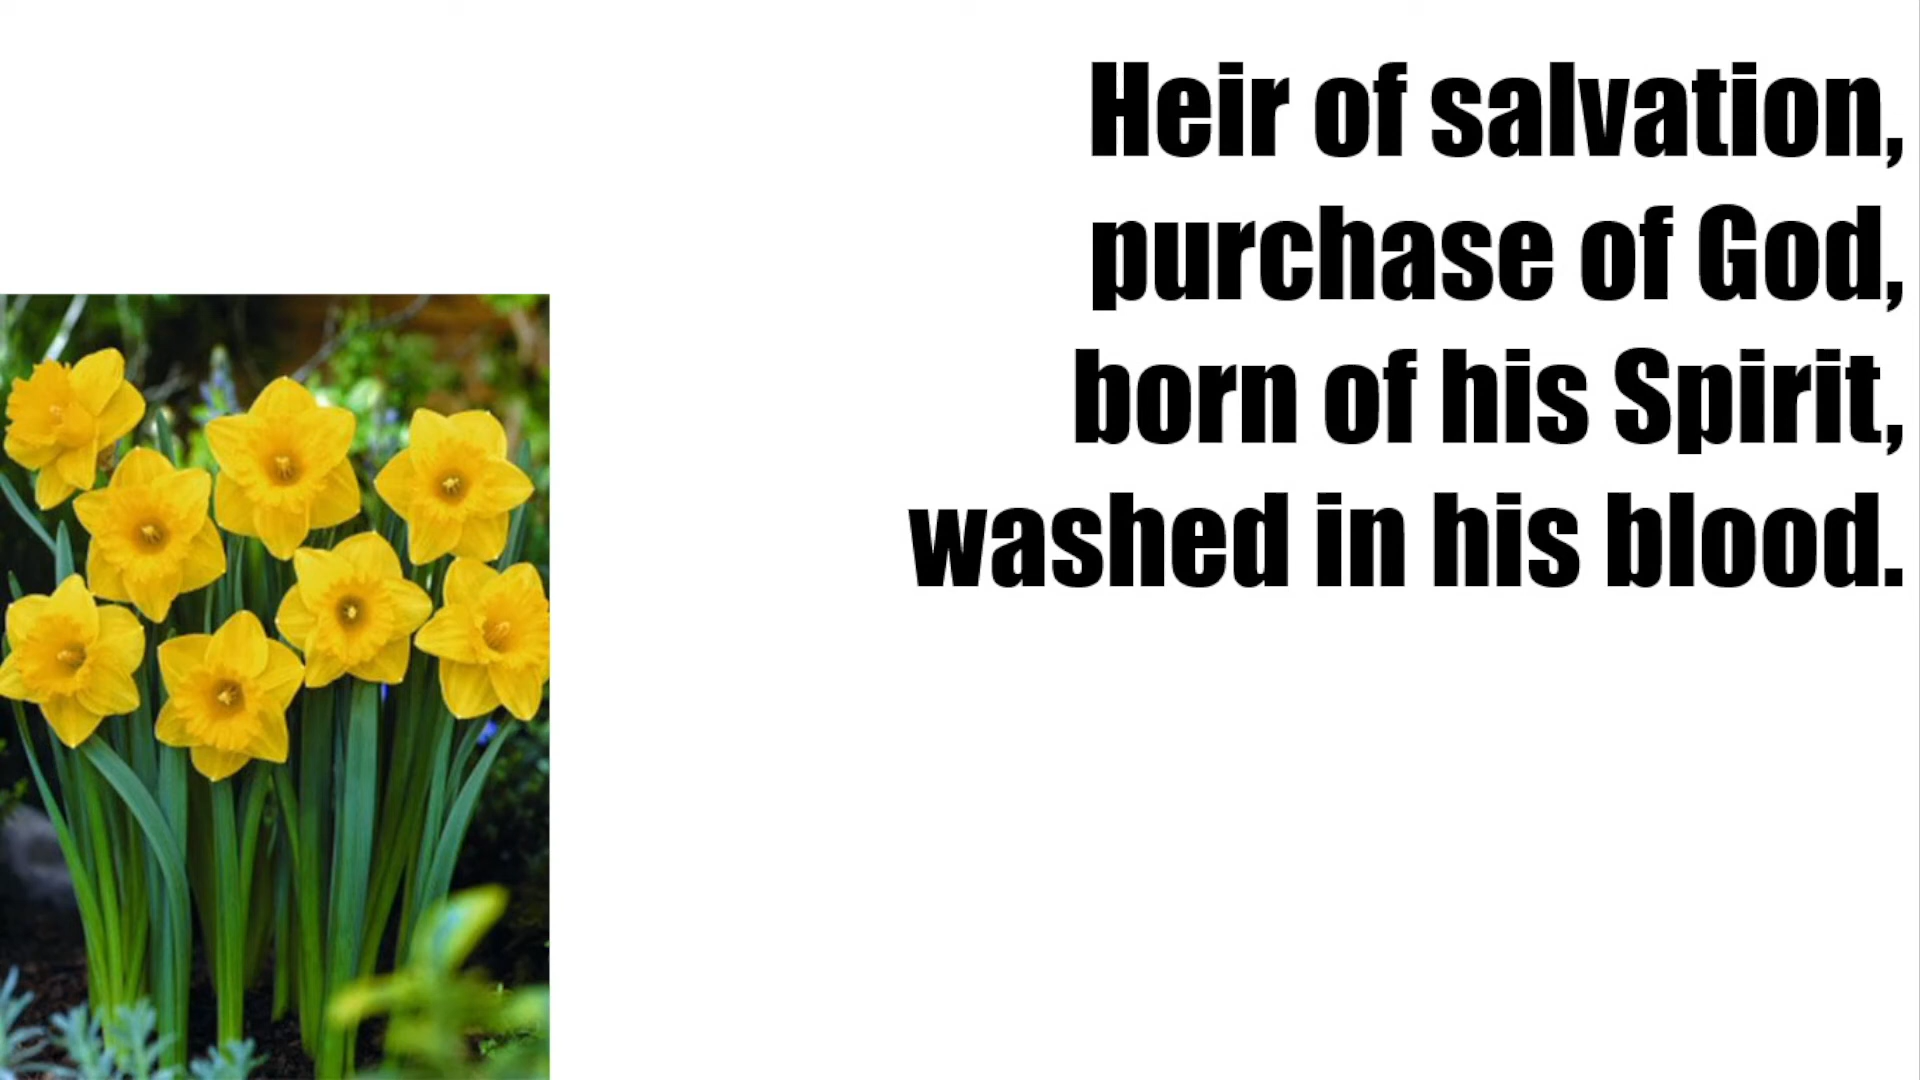 Heir of salvation,
purchase of God,
born of his Spirit,
washed in his blood.